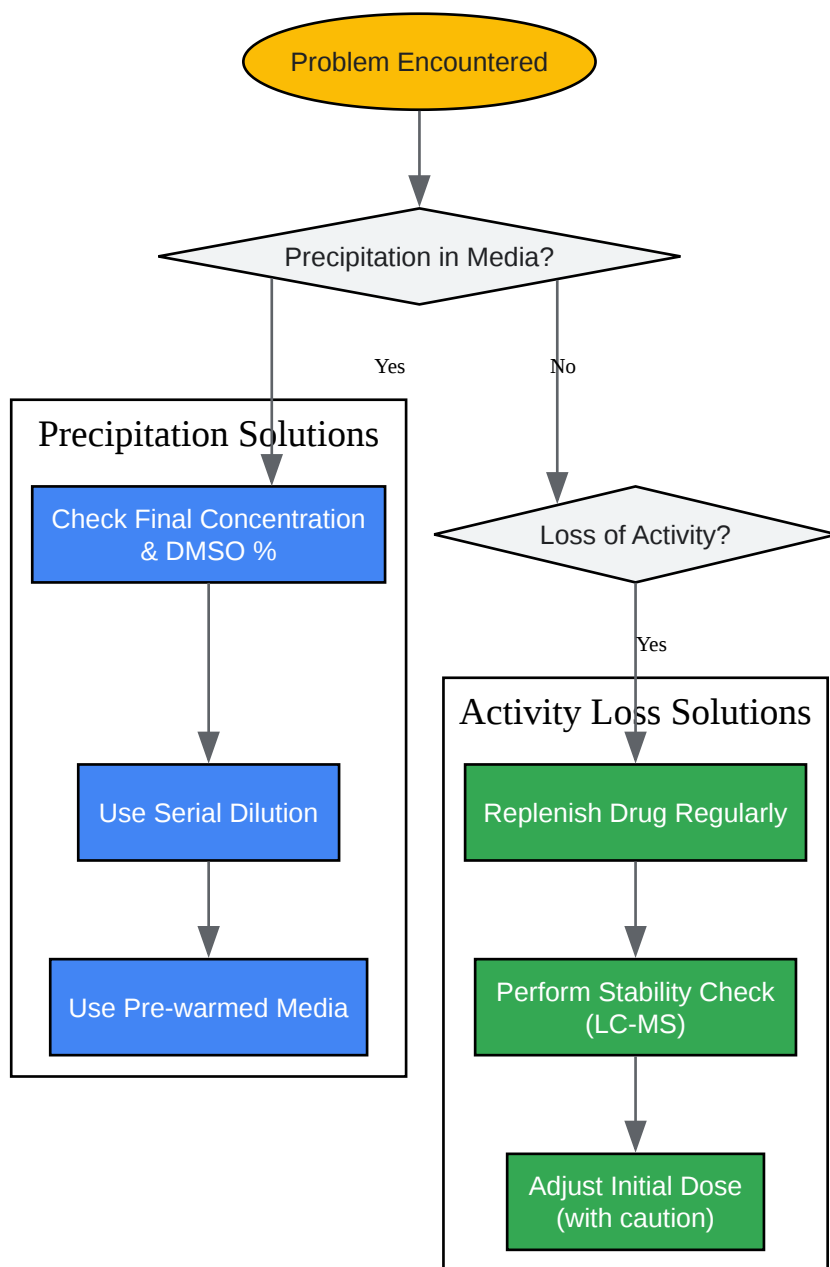 Problem Encountered
Precipitation in Media?
Yes
No
Precipitation Solutions
Check Final Concentration
& DMSO %
Use Serial Dilution
Use Pre-warmed Media
Loss of Activity?
Yes
Activity Loss Solutions
Replenish Drug Regularly
Perform Stability Check
(LC-MS)
Adjust Initial Dose
(with caution)